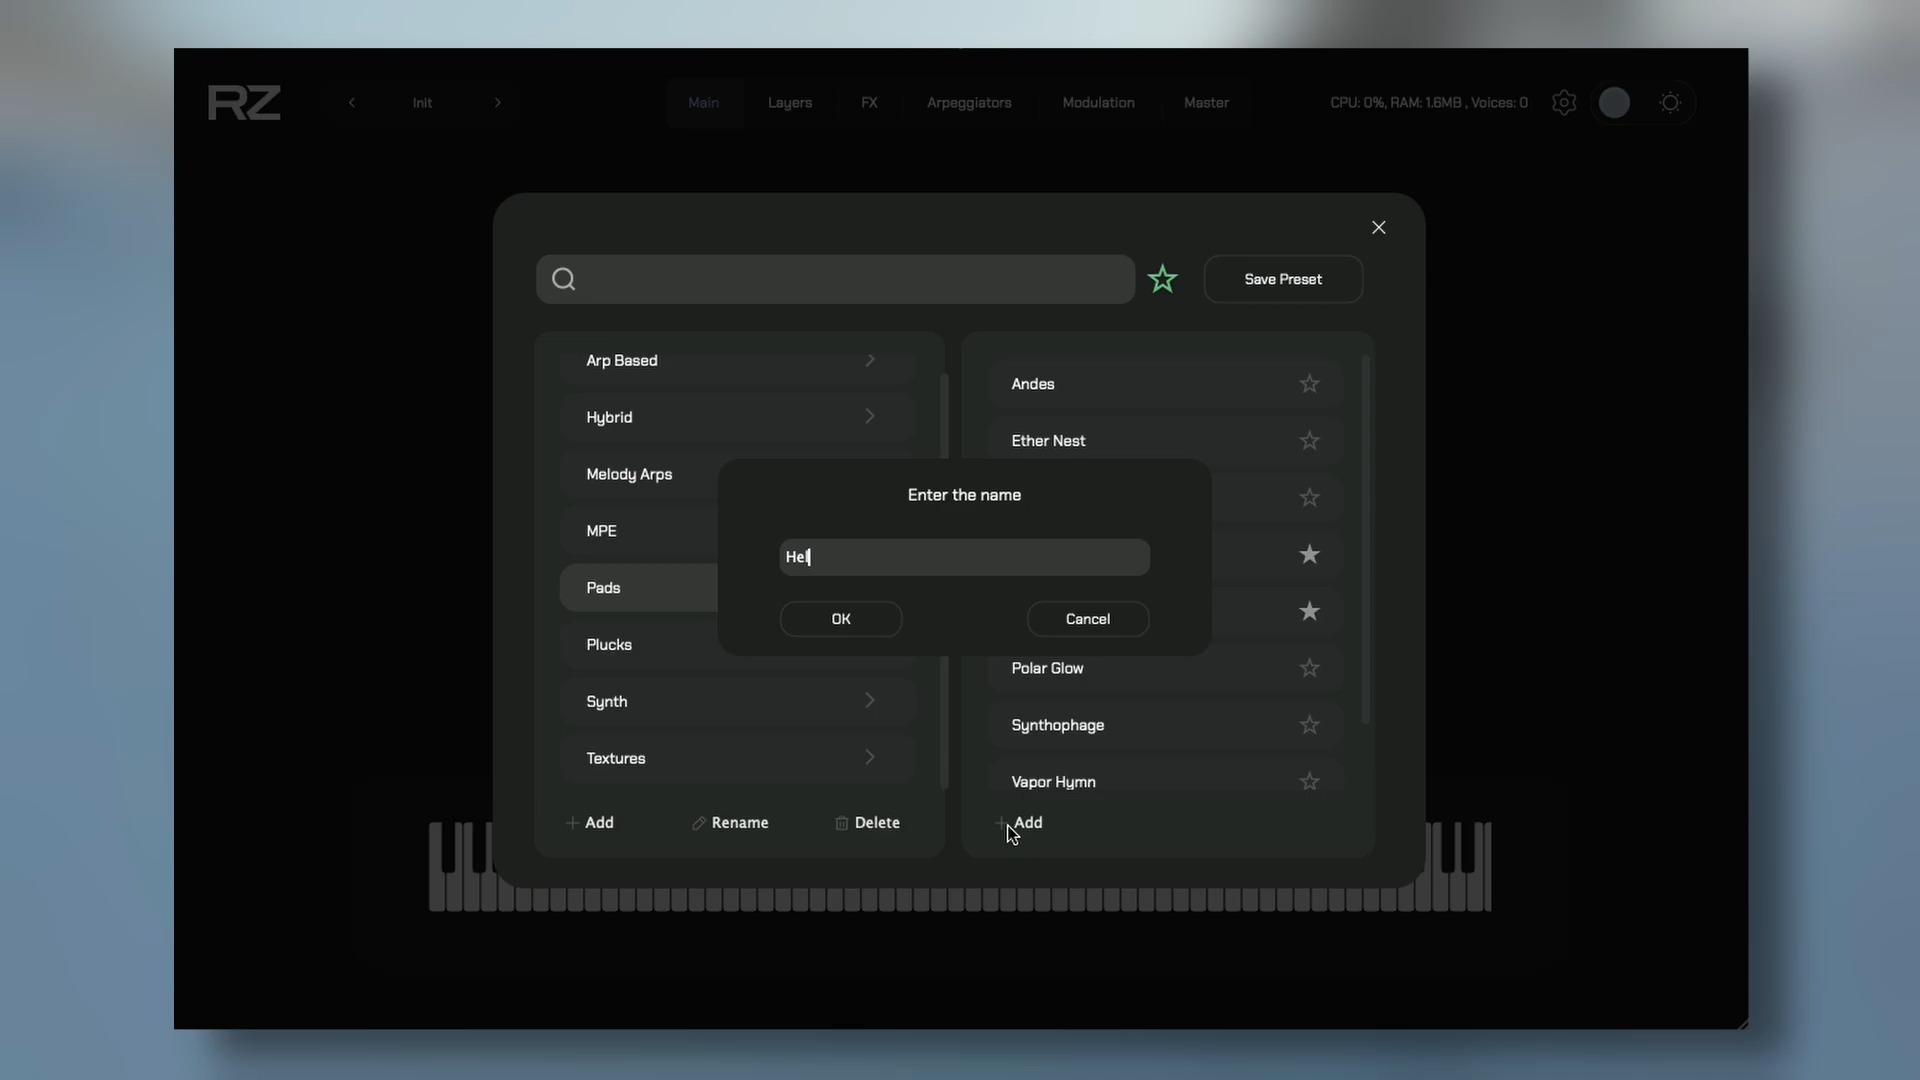 RZ
Init
Main
Layers
FX
Arpeggiators
Modulation
Master
CPU: 0%, RAM: 1.6MB , Voices: 0
Save Preset
Arp Based
Hybrid
Melody Arps
MPE
Pads
Plucks
Synth
Textures
Add
Rename
Delete
Andes
Ether Nest
Polar Glow
Synthophage
Vapor Hymn
Add
Enter the name
Hel
OK
Cancel